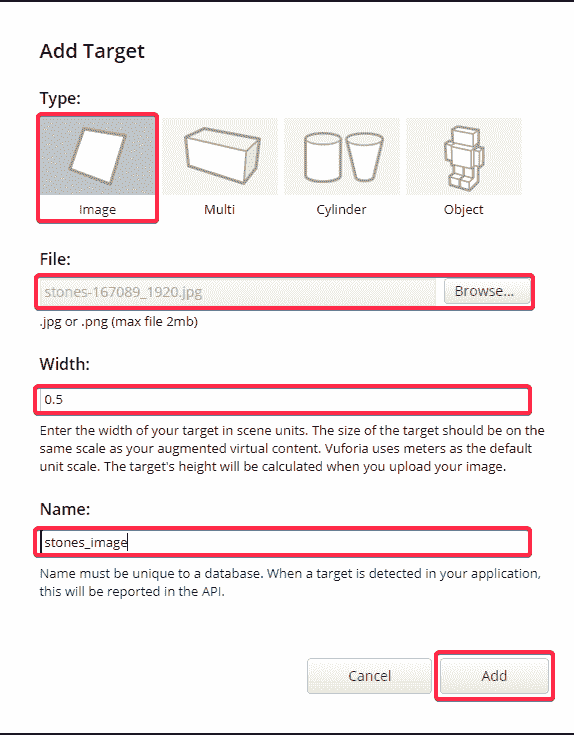 Add Target
Type:
Image Multi Cylinder Object
File:
stones-167089_1920.jpg Browse...
.jpg or .png (max file 2mb)
Width:
0.5
Enter the width of your target in scene units. The size of the target should be on the
same scale as your augmented virtual content. Vuforia uses meters as the default
unit scale. The target's height will be calculated when you upload your image.
Name:
stones_image
Name must be unique to a database. When a target is detected in your application,
this will be reported in the API.
Cancel Add